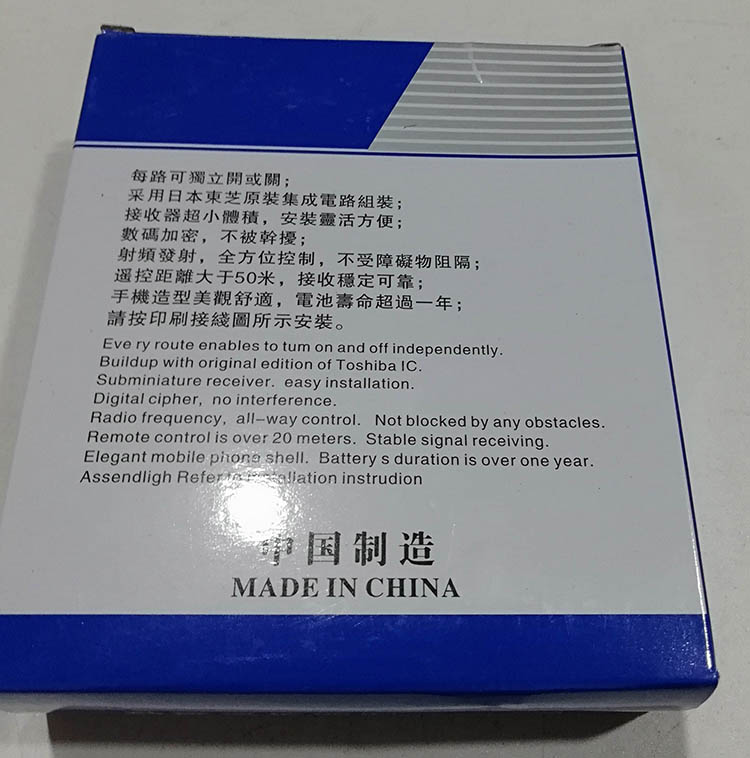 每路可獨立開或關；
采用日本東芝原裝集成電路組裝；
接收器超小體積，安裝靈活方便；
數碼加密，不被幹擾；
射頻發射，全方位控制，不受障礙物阻隔；
遥控距離大于50米，接收穩定可靠；
手機造型美觀舒適，電池壽命超過一年；
請按印刷接綫圖所示安裝。
Eve ry route enables to tum on and off independently.
Buildup with original edition of Toshiba IC.
Subminiature receiver. easy installation.
Digital cipher, no interference.
Radio frequency, all-way control. Not blocked by any obstacles.
Remote control is over 20 meters. Stable signal receiving.
Elegant mobile phone shell. Battery s duration is over one year.
Assendligh Refer to instrudion
中国制造
MADE IN CHINA